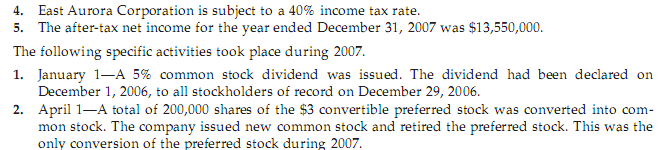 4. East Aurora Corporation is subject to a 40% income tax rate.
5. The after-tax net income for the year ended December 31, 2007 was $13,550,000.
The following specific activities took place during 2007.
1. January 1—A 5% common stock dividend was issued. The dividend had been declared on
December 1, 2006, to all stockholders of record on December 29, 2006.
2. April 1—A total of 200,000 shares of the $3 convertible preferred stock was converted into com-
mon stock. The company issued new common stock and retired the preferred stock. This was the
only conversion of the preferred stock during 2007.